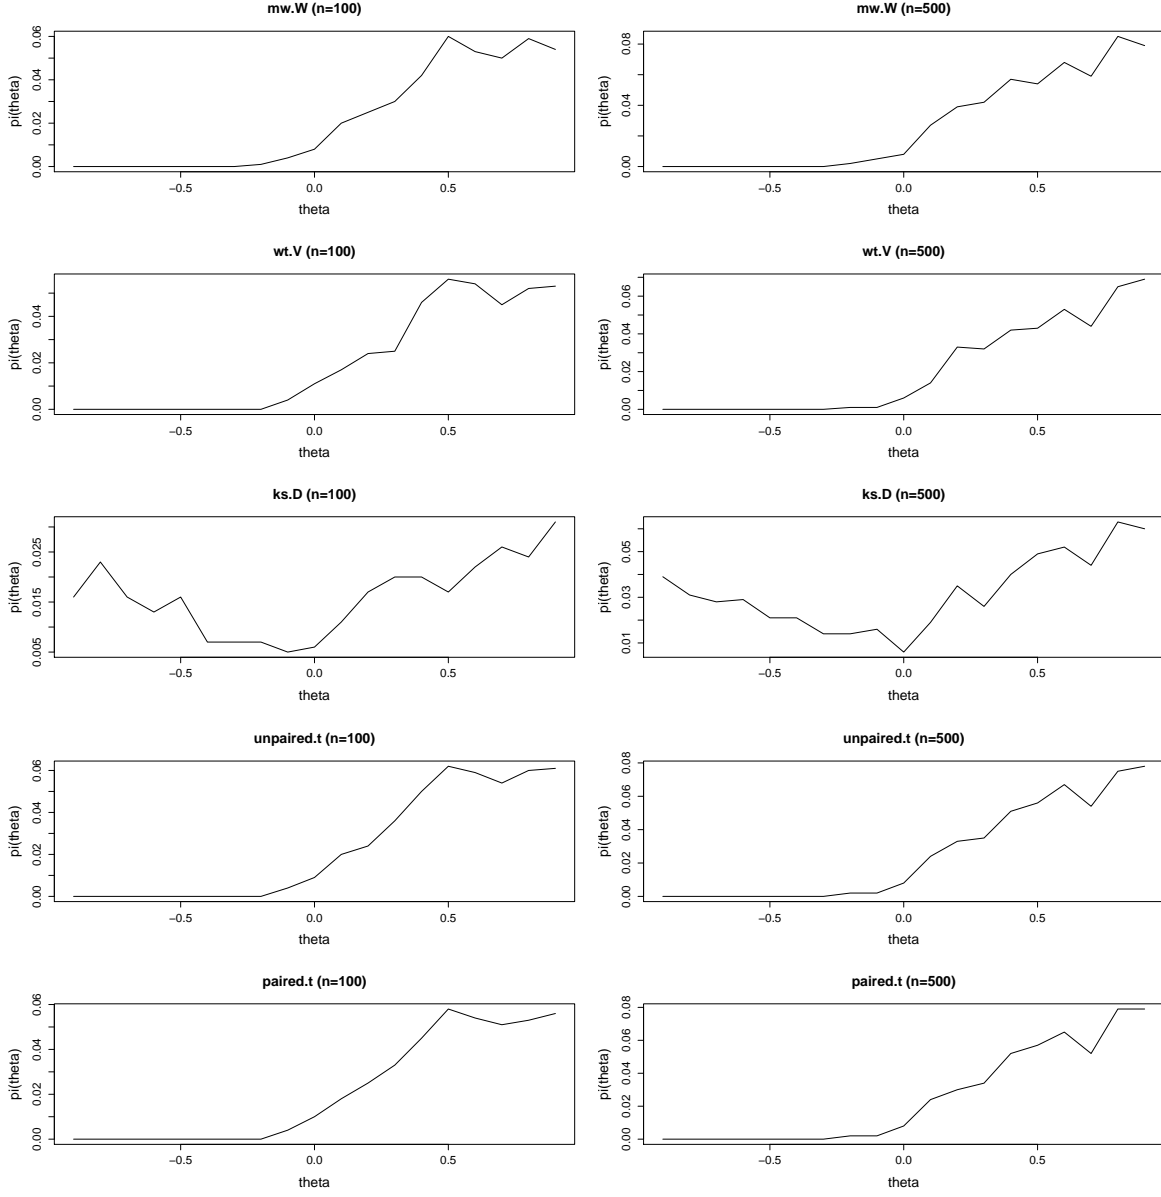 mw.W (n=100)
pi(theta)
0.00 0.02 0.04 0.06
−0.5 0.0 0.5
theta
mw.W (n=500)
pi(theta)
0.00 0.04 0.08
−0.5 0.0 0.5
theta
wt.V (n=100)
pi(theta)
0.00 0.02 0.04
−0.5 0.0 0.5
theta
wt.V (n=500)
pi(theta)
0.00 0.02 0.04 0.06
−0.5 0.0 0.5
theta
ks.D (n=100)
pi(theta)
0.005 0.015 0.025
−0.5 0.0 0.5
theta
ks.D (n=500)
pi(theta)
0.01 0.03 0.05
−0.5 0.0 0.5
theta
unpaired.t (n=100)
pi(theta)
0.00 0.02 0.04 0.06
−0.5 0.0 0.5
theta
unpaired.t (n=500)
pi(theta)
0.00 0.02 0.04 0.06 0.08
−0.5 0.0 0.5
theta
paired.t (n=100)
pi(theta)
0.00 0.02 0.04 0.06
−0.5 0.0 0.5
theta
paired.t (n=500)
pi(theta)
0.00 0.02 0.04 0.06 0.08
−0.5 0.0 0.5
theta